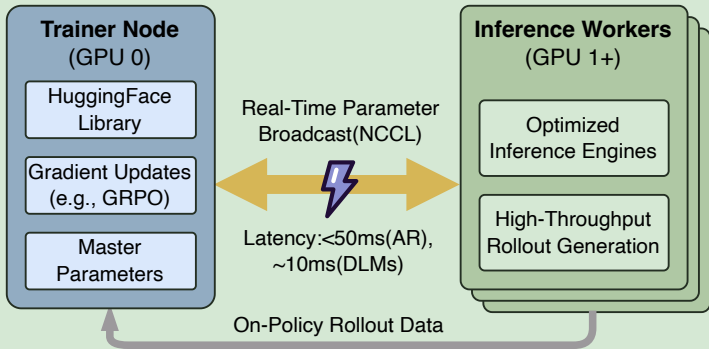 Trainer Node
(GPU 0)
HuggingFace
Library
Gradient Updates
(e.g., GRPO)
Master
Parameters
Real-Time Parameter
Broadcast(NCCL)
Latency:<50ms(AR),
~10ms(DLMs)
Inference Workers
(GPU 1+)
Optimized
Inference Engines
High-Throughput
Rollout Generation
On-Policy Rollout Data